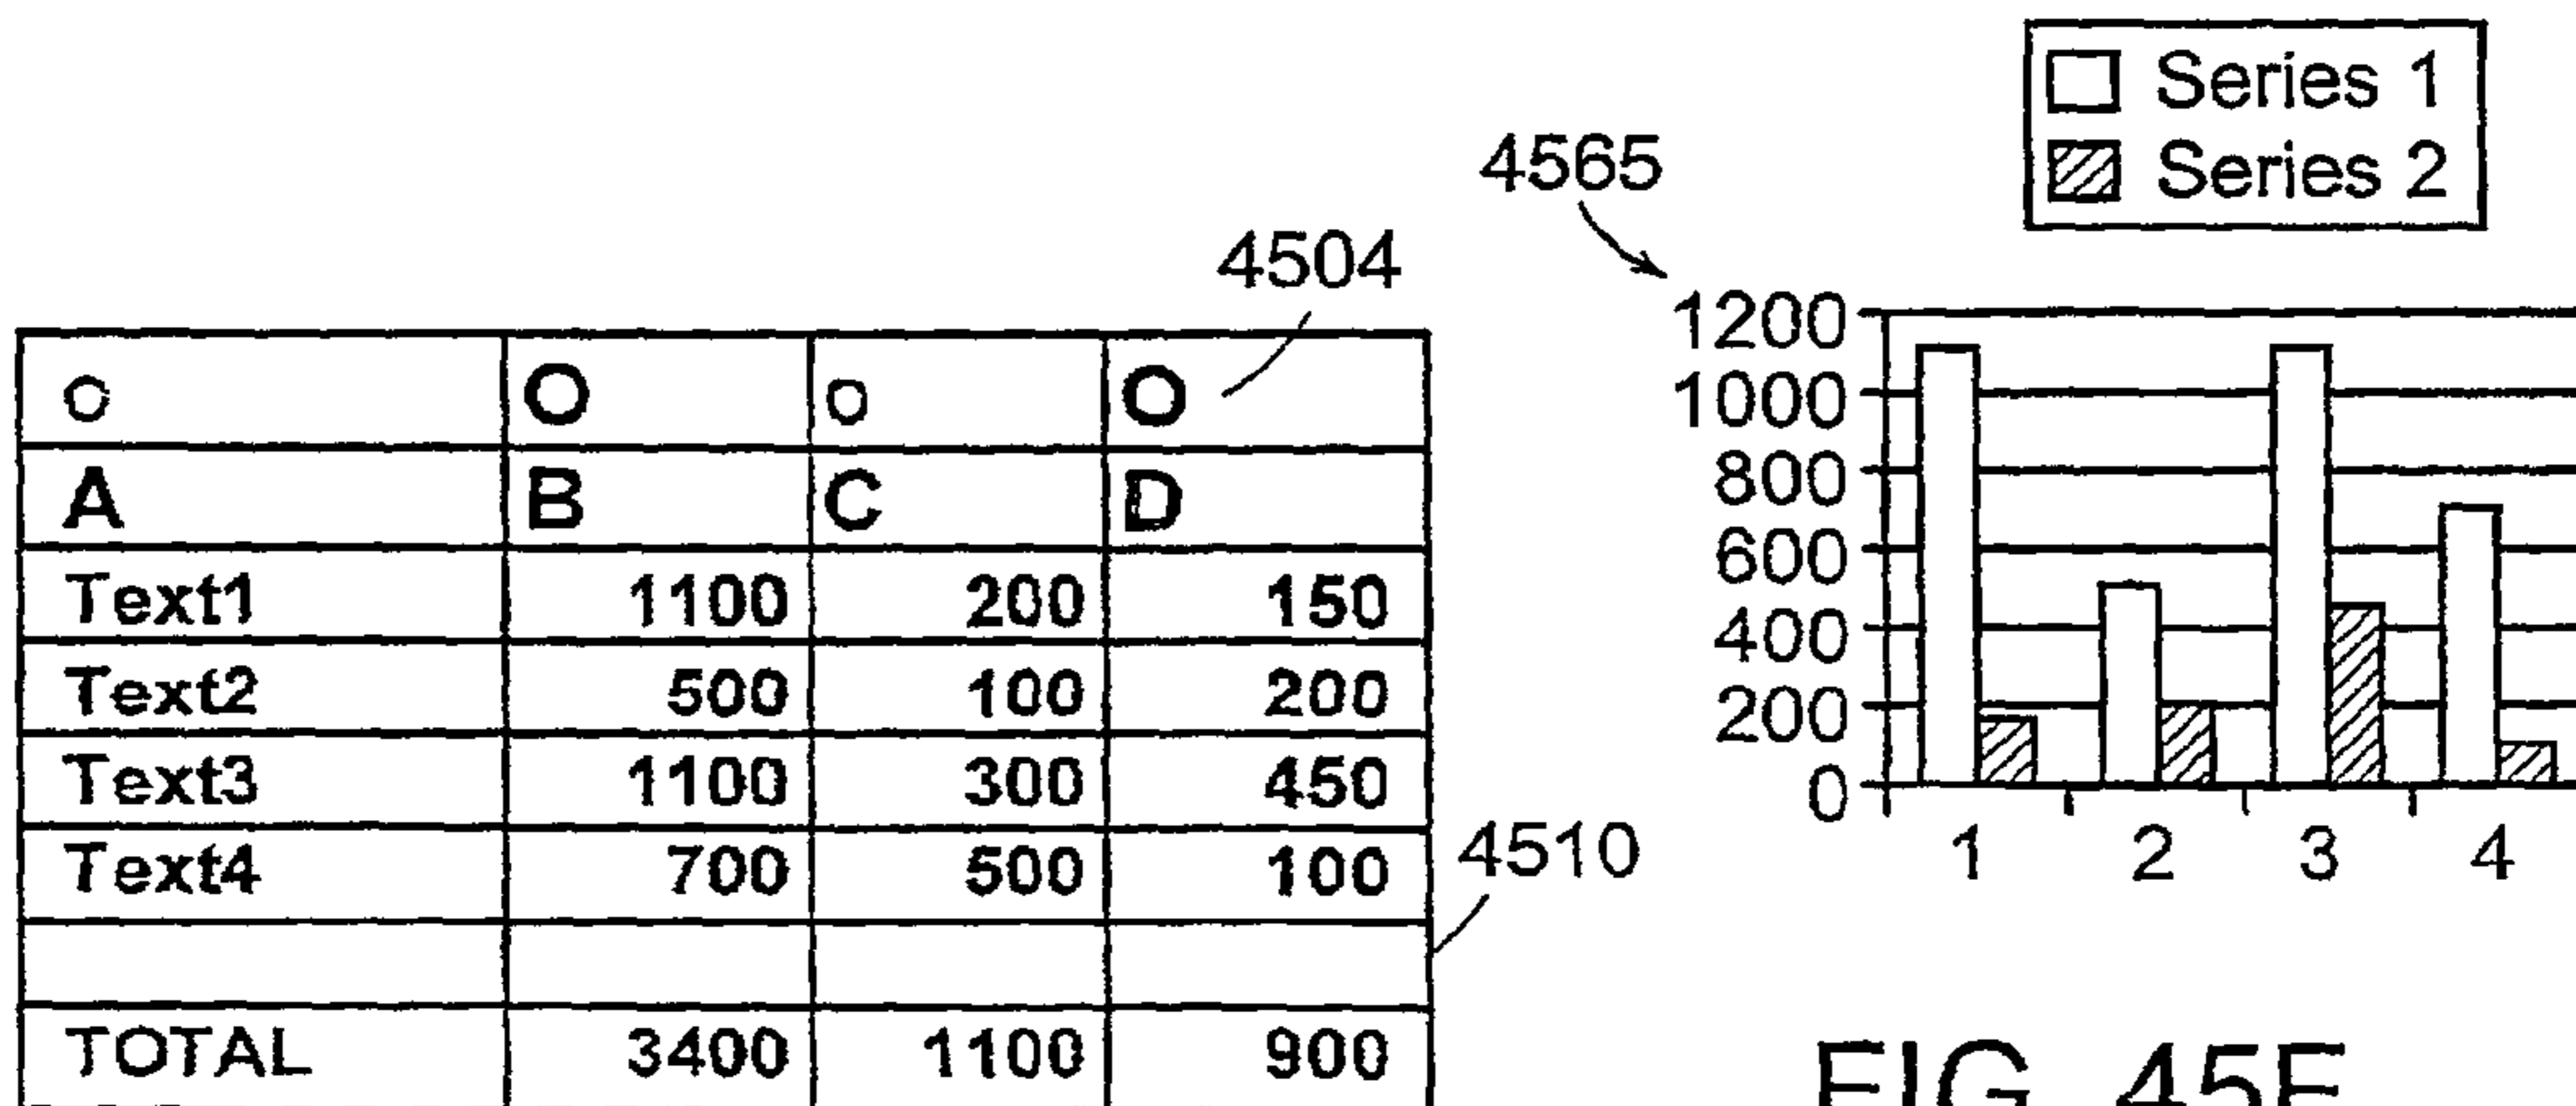 Series 1
Series 2
4565
4504
A B C D
Text1 1100 200 150
Text2 500 100 200
Text3 1100 300 450
Text4 700 500 100
TOTAL 3400 1100 900
4510
1200
1000
800
600
400
200
0
1 2 3 4